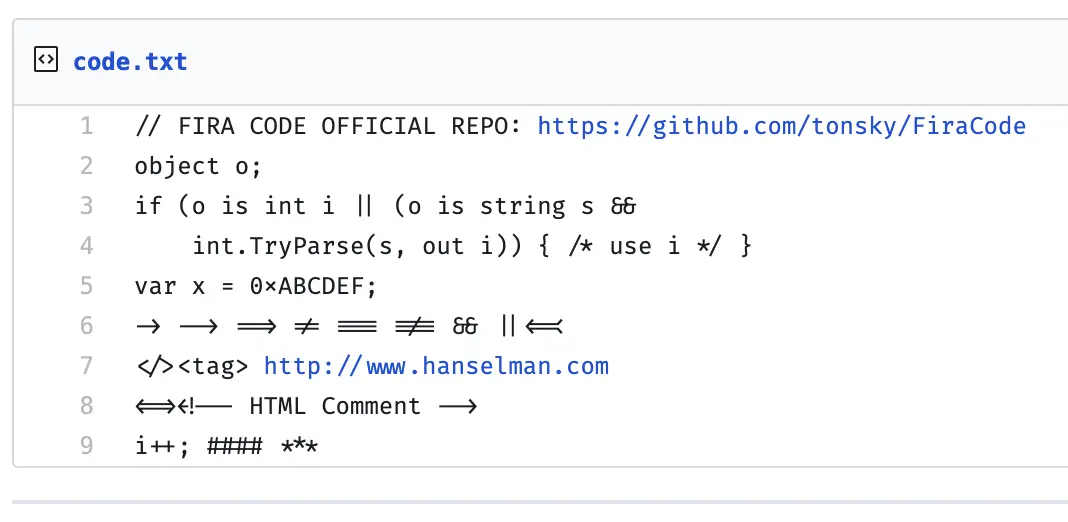 code.txt
1 // FIRA CODE OFFICIAL REPO: https://github.com/tonsky/FiraCode
2 object o;
3 if (o is int i || (o is string s &&
4     int.TryParse(s, out i)) { /* use i */ }
5 var x = 0xABCDEF;
6 -> --> ==> != === !== && ||<=<
7 </><tag> http://www.hanselman.com
8 <=><!-- HTML Comment -->
9 i++; #### ***